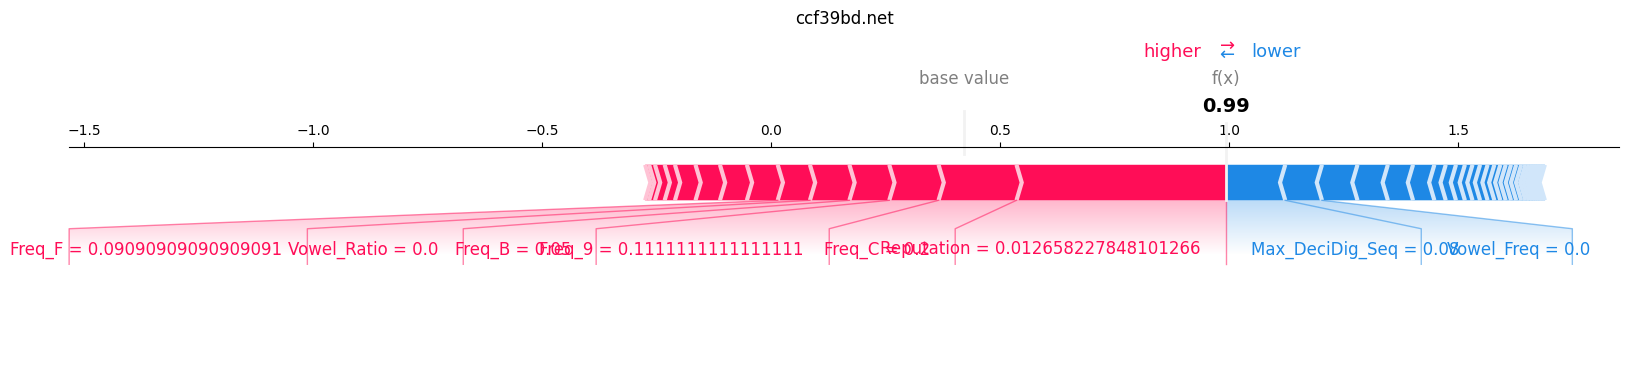 ccf39bd.net
higher ⇄ lower
base value f(x)
0.99
−1.5 −1.0 −0.5 0.0 0.5 1.0 1.5
Freq_F = 0.09090909090909091 Vowel_Ratio = 0.0 Freq_B = 0.05 Freq_9 = 0.1111111111111111 Freq_C = 0.2 Reputation = 0.012658227848101266 Max_DeciDig_Seq = 0.08 Vowel_Freq = 0.0